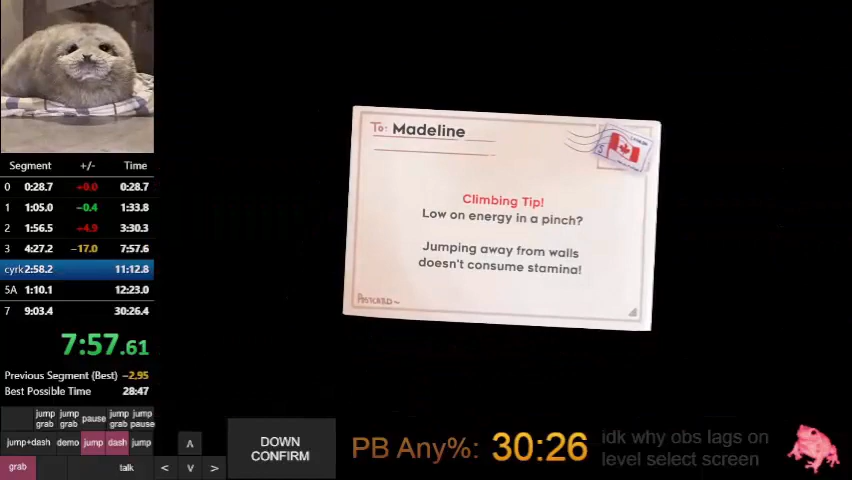 To: Madeline
CANADA
5
Climbing Tip!
Low on energy in a pinch?
Jumping away from walls
doesn't consume stamina!
POSTCARD~
Segment +/- Time
0 0:28.7 +0.0 0:28.7
1 1:05.0 −0.4 1:33.8
2 1:56.5 +4.9 3:30.3
3 4:27.2 −17.0 7:57.6
cyrk 2:58.2 11:12.8
5A 1:10.1 12:23.0
7 9:03.4 30:26.4
7:57.61
Previous Segment (Best) −2.95
Best Possible Time 28:47
jump grab
jump grab
pause
jump grab
jump pause
jump+dash demo jump dash jump
grab talk < ∨ >
∧
DOWN
CONFIRM
PB Any%: 30:26
idk why obs lags on
level select screen